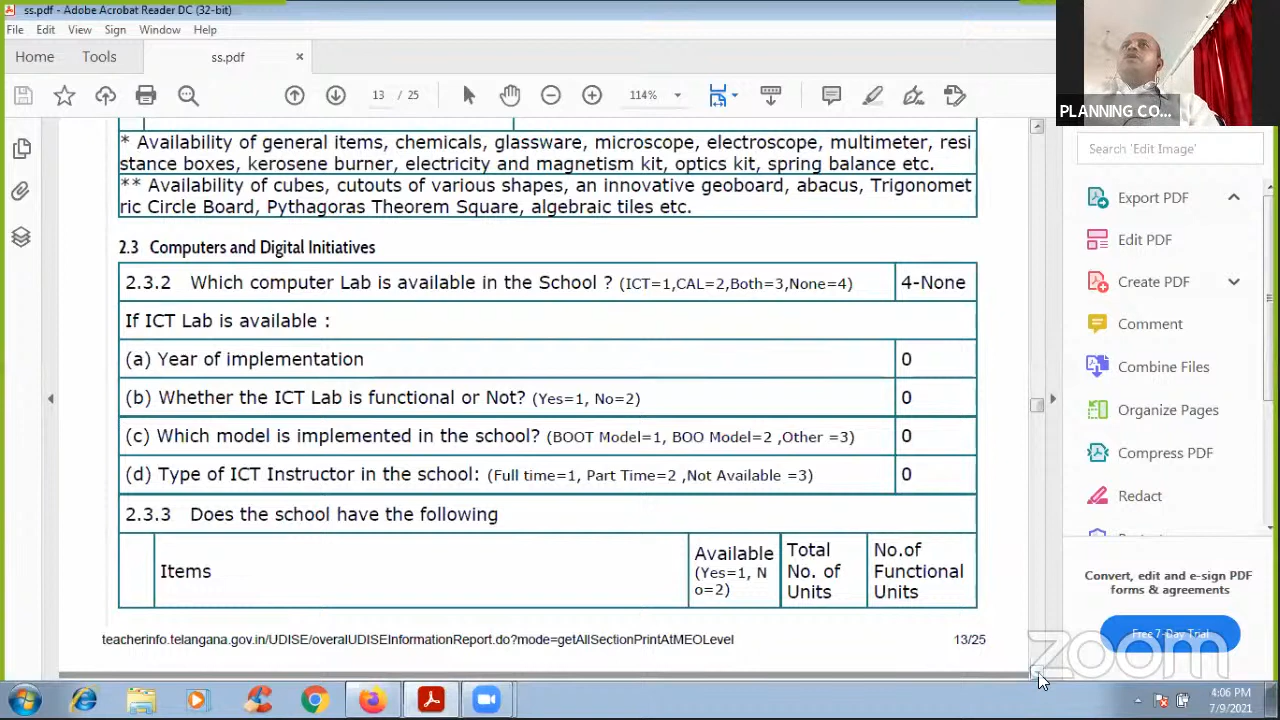 ss.pdf - Adobe Acrobat Reader DC (32-bit)
File Edit View Sign Window Help
Home Tools ss.pdf ×
13 / 25 114%
PLANNING CO...
* Availability of general items, chemicals, glassware, microscope, electroscope, multimeter, resi
stance boxes, kerosene burner, electricity and magnetism kit, optics kit, spring balance etc.
** Availability of cubes, cutouts of various shapes, an innovative geoboard, abacus, Trigonomet
ric Circle Board, Pythagoras Theorem Square, algebraic tiles etc.
2.3 Computers and Digital Initiatives
2.3.2 Which computer Lab is available in the School ? (ICT=1,CAL=2,Both=3,None=4) 4-None
If ICT Lab is available :
(a) Year of implementation 0
(b) Whether the ICT Lab is functional or Not? (Yes=1, No=2) 0
(c) Which model is implemented in the school? (BOOT Model=1, BOO Model=2 ,Other =3) 0
(d) Type of ICT Instructor in the school: (Full time=1, Part Time=2 ,Not Available =3) 0
2.3.3 Does the school have the following
Items
Available
(Yes=1, N
o=2)
Total
No. of
Units
No.of
Functional
Units
teacherinfo.telangana.gov.in/UDISE/overalUDISEInformationReport.do?mode=getAllSectionPrintAtMEOLevel 13/25
Search 'Edit Image'
Export PDF
Edit PDF
Create PDF
Comment
Combine Files
Organize Pages
Compress PDF
Redact
Convert, edit and e-sign PDF
forms & agreements
Free 7-Day Trial
zoom
4:06 PM
7/9/2021